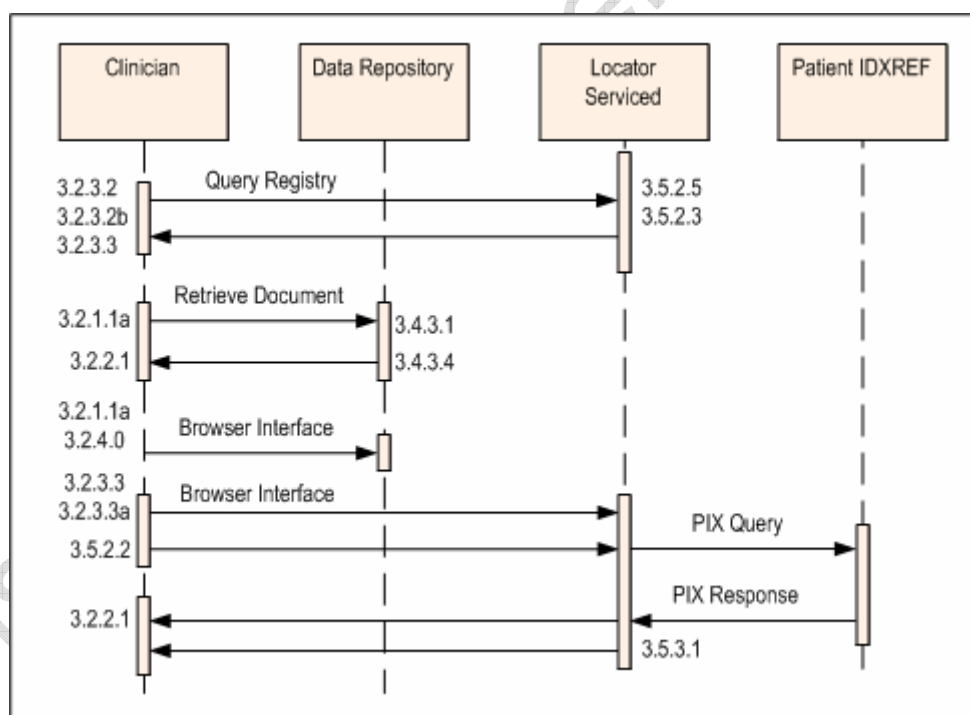 Clinician
Data Repository
Locator
Serviced
Patient IDXREF
3.2.3.2
3.2.3.2b
3.2.3.3
Query Registry
3.5.2.5
3.5.2.3
Retrieve Document
3.2.1.1a
3.2.2.1
3.4.3.1
3.4.3.4
3.2.1.1a
3.2.4.0
Browser Interface
3.2.3.3
3.2.3.3a
3.5.2.2
Browser Interface
PIX Query
PIX Response
3.2.2.1
3.5.3.1